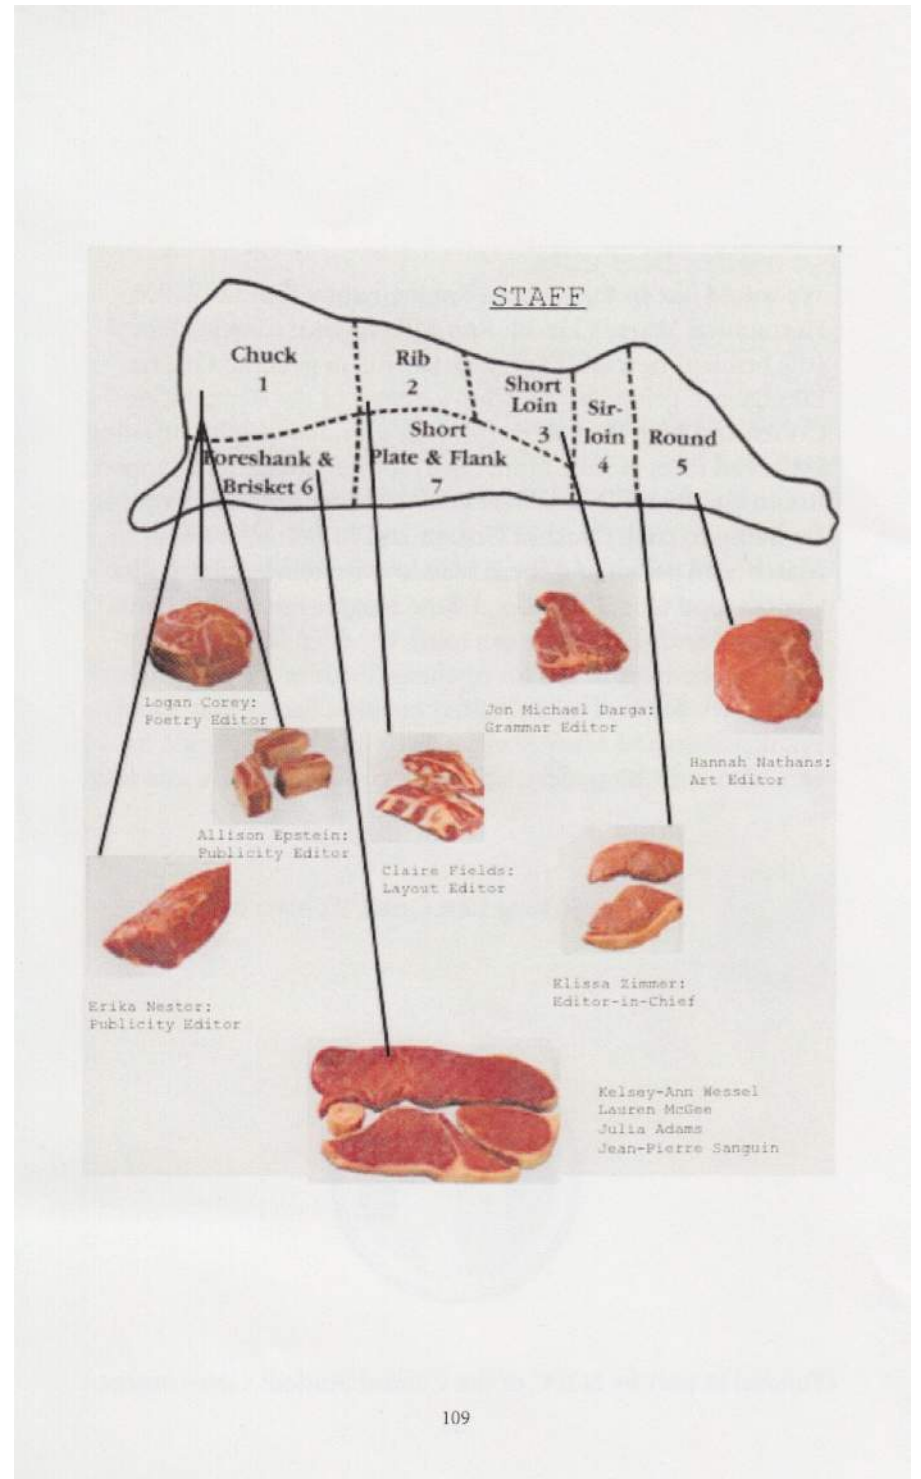 STAFF
Chuck
1
Rib
2
Short
Loin
3
Sir-
loin
4
Round
5
Foreshank &
Brisket 6
Short
Plate & Flank
7
Logan Corey:
Poetry Editor
Jon Michael Darga:
Grammar Editor
Hannah Nathans:
Art Editor
Allison Epstein:
Publicity Editor
Claire Fields:
Layout Editor
Elissa Zimmer:
Editor-in-Chief
Erika Nestor:
Publicity Editor
Kelsey-Ann Wessel
Lauren McGee
Julia Adams
Jean-Pierre Sanguin
109